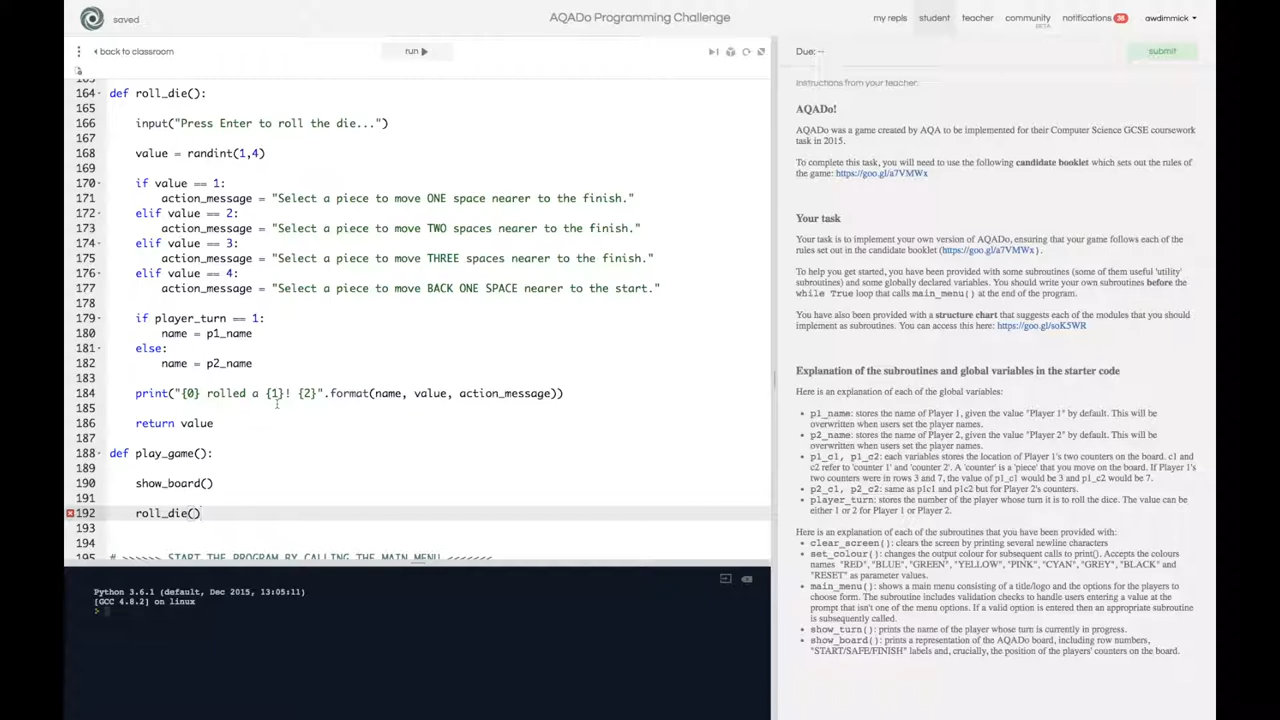 saved
AQADo Programming Challenge
my repls
student
teacher
community
BETA
notifications 36
awdimmick
back to classroom
run
Due: --
submit
164 def roll_die():
165
166 input("Press Enter to roll the die...")
167
168 value = randint(1,4)
169
170 if value == 1:
171 action_message = "Select a piece to move ONE space nearer to the finish."
172 elif value == 2:
173 action_message = "Select a piece to move TWO spaces nearer to the finish."
174 elif value == 3:
175 action_message = "Select a piece to move THREE spaces nearer to the finish."
176 elif value == 4:
177 action_message = "Select a piece to move BACK ONE SPACE nearer to the start."
178
179 if player_turn == 1:
180 name = p1_name
181 else:
182 name = p2_name
183
184 print("{0} rolled a {1}! {2}".format(name, value, action_message))
185
186 return value
187
188 def play_game():
189
190 show_board()
191
192 roll_die()
193
194
195 # >>>>>> START THE PROGRAM BY CALLING THE MAIN MENU <<<<<<<
Python 3.6.1 (default, Dec 2015, 13:05:11)
[GCC 4.8.2] on linux
>
Instructions from your teacher:
AQADo!
AQADo was a game created by AQA to be implemented for their Computer Science GCSE coursework
task in 2015.
To complete this task, you will need to use the following candidate booklet which sets out the rules of
the game: https://goo.gl/a7VMWx
Your task
Your task is to implement your own version of AQADo, ensuring that your game follows each of the
rules set out in the candidate booklet (https://goo.gl/a7VMWx).
To help you get started, you have been provided with some subroutines (some of them useful 'utility'
subroutines) and some globally declared variables. You should write your own subroutines before the
while True loop that calls main_menu() at the end of the program.
You have also been provided with a structure chart that suggests each of the modules that you should
implement as subroutines. You can access this here: https://goo.gl/soK5WR
Explanation of the subroutines and global variables in the starter code
Here is an explanation of each of the global variables:
• p1_name: stores the name of Player 1, given the value "Player 1" by default. This will be
overwritten when users set the player names.
• p2_name: stores the name of Player 2, given the value "Player 2" by default. This will be
overwritten when users set the player names.
• p1_c1, p1_c2: each variables stores the location of Player 1's two counters on the board. c1 and
c2 refer to 'counter 1' and 'counter 2'. A 'counter' is a 'piece' that you move on the board. If Player 1's
two counters were in rows 3 and 7, the value of p1_c1 would be 3 and p1_c2 would be 7.
• p2_c1, p2_c2: same as p1c1 and p1c2 but for Player 2's counters.
• player_turn: stores the number of the player whose turn it is to roll the dice. The value can be
either 1 or 2 for Player 1 or Player 2.
Here is an explanation of each of the subroutines that you have been provided with:
• clear_screen(): clears the screen by printing several newline characters
• set_colour(): changes the output colour for subsequent calls to print(). Accepts the colours
names "RED", "BLUE", "GREEN", "YELLOW", "PINK", "CYAN", "GREY", "BLACK" and
"RESET" as parameter values.
• main_menu(): shows a main menu consisting of a title/logo and the options for the players to
choose form. The subroutine includes validation checks to handle users entering a value at the
prompt that isn't one of the menu options. If a valid option is entered then an appropriate subroutine
is subsequently called.
• show_turn(): prints the name of the player whose turn is currently in progress.
• show_board(): prints a representation of the AQADo board, including row numbers,
"START/SAFE/FINISH" labels and, crucially, the position of the players' counters on the board.